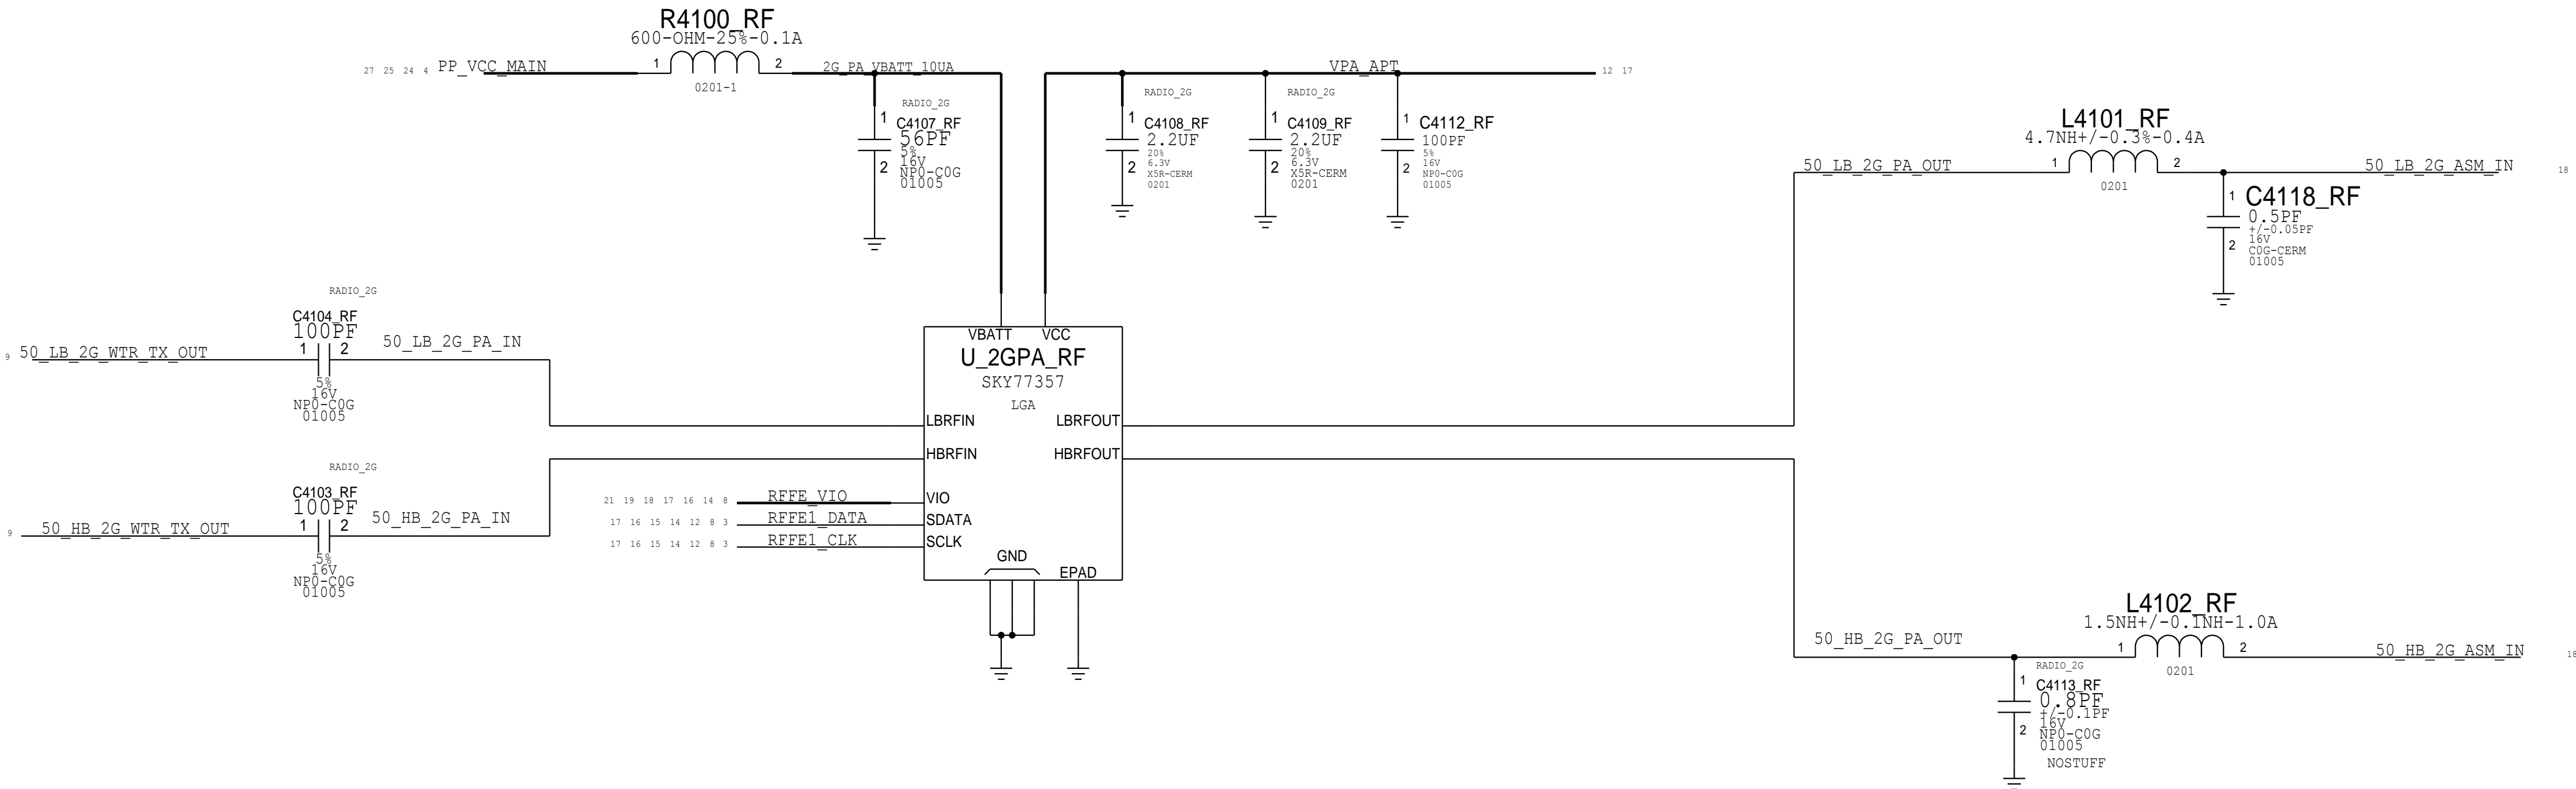 R4100_RF
600-OHM-25%-0.1A
27 25 24 4 PP_VCC_MAIN
1
2
2G_PA_VBATT_10UA
0201-1
RADIO_2G
1
C4107_RF
56PF
5%
16V
2
NP0-C0G
01005
VPA_APT
12 17
RADIO_2G
1
C4108_RF
2.2UF
20%
6.3V
2
X5R-CERM
0201
RADIO_2G
1
C4109_RF
2.2UF
20%
6.3V
2
X5R-CERM
0201
1
C4112_RF
100PF
5%
16V
2
NP0-C0G
01005
L4101_RF
4.7NH+/-0.3%-0.4A
50_LB_2G_PA_OUT
1
2
0201
50_LB_2G_ASM_IN
18
1
C4118_RF
0.5PF
+/-0.05PF
16V
2
C0G-CERM
01005
RADIO_2G
C4104_RF
100PF
9 50_LB_2G_WTR_TX_OUT
1 2
50_LB_2G_PA_IN
5%
16V
NP0-C0G
01005
RADIO_2G
C4103_RF
100PF
9 50_HB_2G_WTR_TX_OUT
1 2
50_HB_2G_PA_IN
5%
16V
NP0-C0G
01005
VBATT VCC
U_2GPA_RF
SKY77357
LGA
LBRFIN LBRFOUT
HBRFIN HBRFOUT
21 19 18 17 16 14 8 RFFE_VIO VIO
17 16 15 14 12 8 3 RFFE1_DATA SDATA
17 16 15 14 12 8 3 RFFE1_CLK SCLK
GND
EPAD
L4102_RF
1.5NH+/-0.1NH-1.0A
50_HB_2G_PA_OUT
1
2
0201
50_HB_2G_ASM_IN
18
RADIO_2G
1
C4113_RF
0.8PF
+/-0.1PF
16V
2
NP0-C0G
01005
NOSTUFF